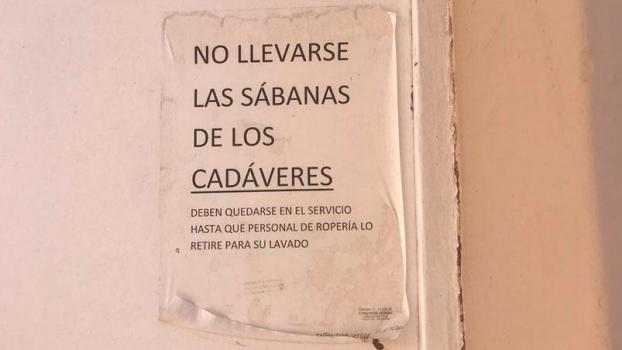 NO LLEVARSE
LAS SÁBANAS
DE LOS
CADÁVERES
DEBEN QUEDARSE EN EL SERVICIO
HASTA QUE PERSONAL DE ROPERÍA LO
RETIRE PARA SU LAVADO